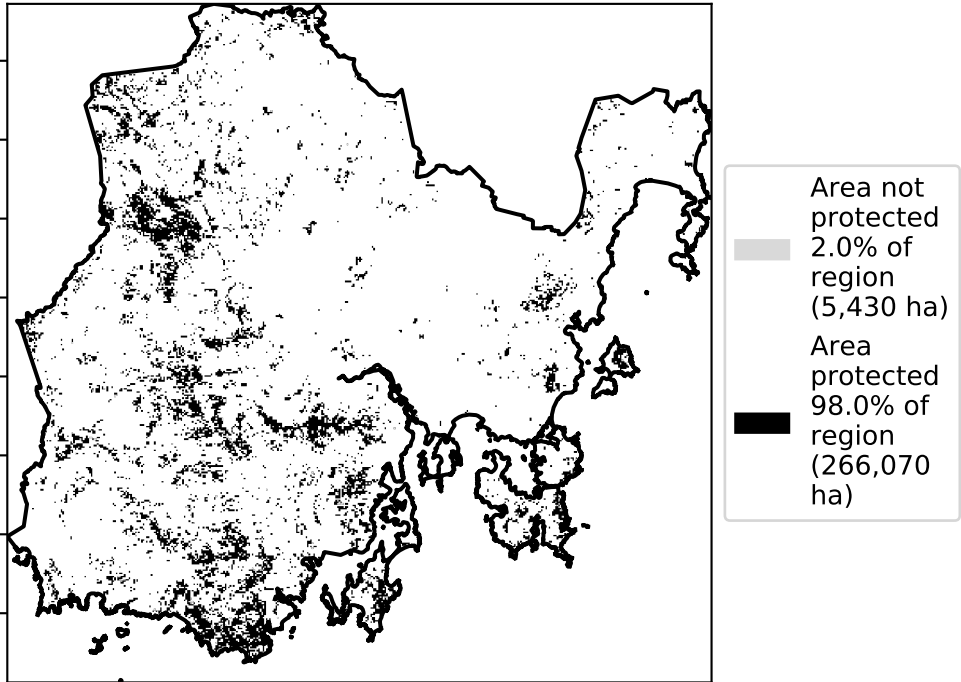 Area not
protected
2.0% of
region
(5,430 ha)
Area
protected
98.0% of
region
(266,070
ha)